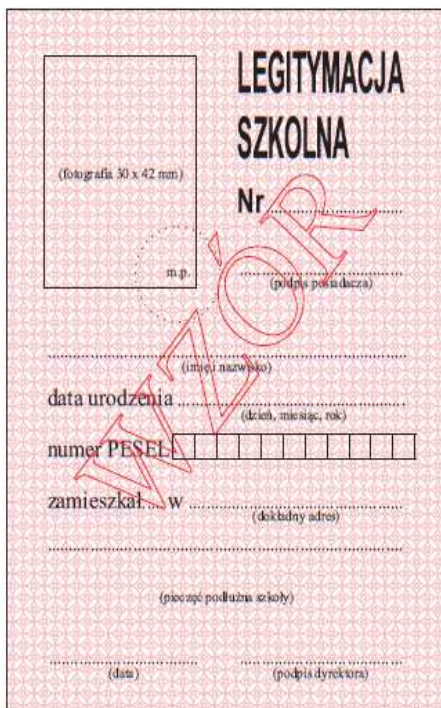 LEGITYMACJA
SZKOLNA
(fotografia 30 x 42 mm)
Nr ........................
m.p.
(podpis posiadacza)
(imię i nazwisko)
data urodzenia ........................
(dzień, miesiąc, rok)
numer PESEL
zamieszkał ... w ........................
(dokładny adres)
(pieczęć podłużna szkoły)
(data) (podpis dyrektora)
WZÓR